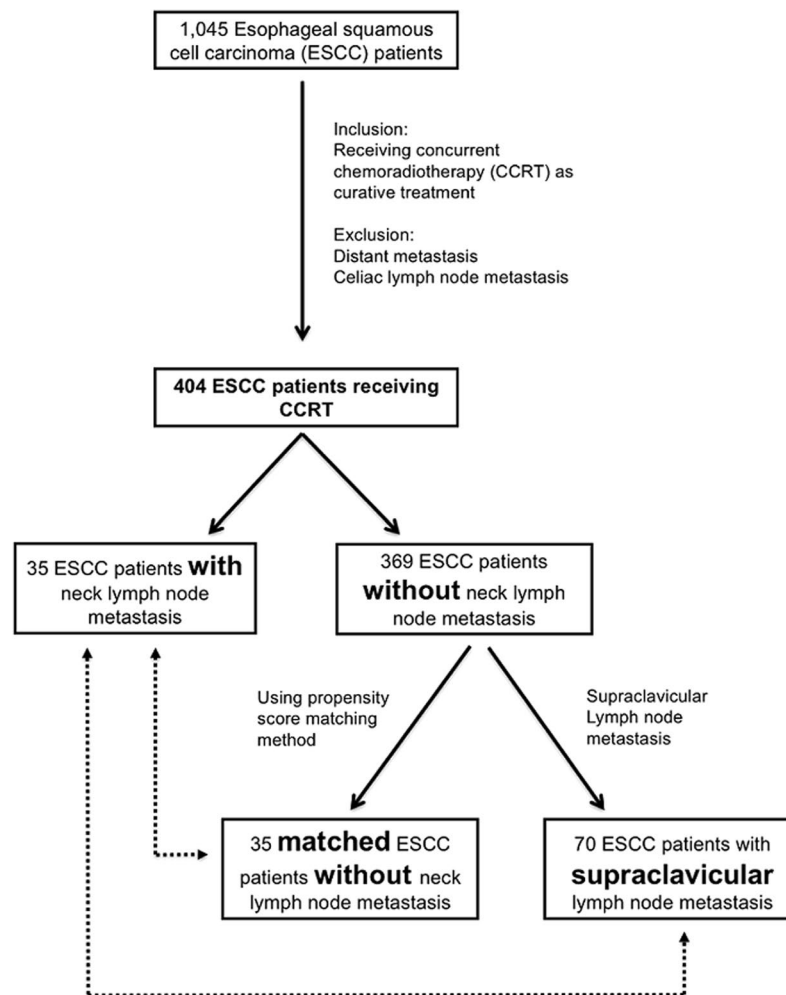 1,045 Esophageal squamous
cell carcinoma (ESCC) patients
Inclusion:
Receiving concurrent
chemoradiotherapy (CCRT) as
curative treatment
Exclusion:
Distant metastasis
Celiac lymph node metastasis
404 ESCC patients receiving
CCRT
35 ESCC patients with
neck lymph node
metastasis
369 ESCC patients
without neck lymph
node metastasis
Using propensity
score matching
method
Supraclavicular
Lymph node
metastasis
35 matched ESCC
patients without neck
lymph node metastasis
70 ESCC patients with
supraclavicular
lymph node metastasis